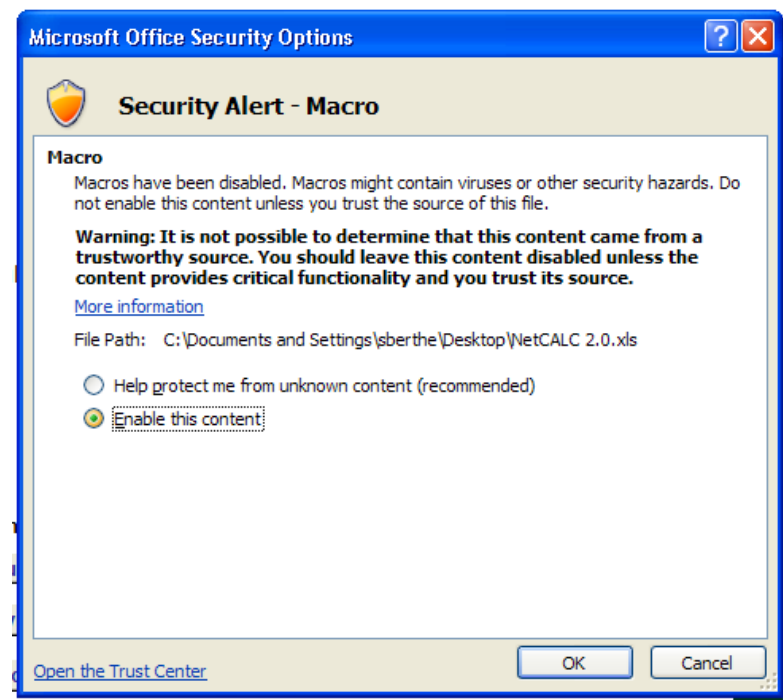 Microsoft Office Security Options
Security Alert - Macro
Macro
Macros have been disabled. Macros might contain viruses or other security hazards. Do
not enable this content unless you trust the source of this file.
Warning: It is not possible to determine that this content came from a
trustworthy source. You should leave this content disabled unless the
content provides critical functionality and you trust its source.
More information
File Path: C:\Documents and Settings\sberthe\Desktop\NetCALC 2.0.xls
Help protect me from unknown content (recommended)
Enable this content
Open the Trust Center
OK
Cancel